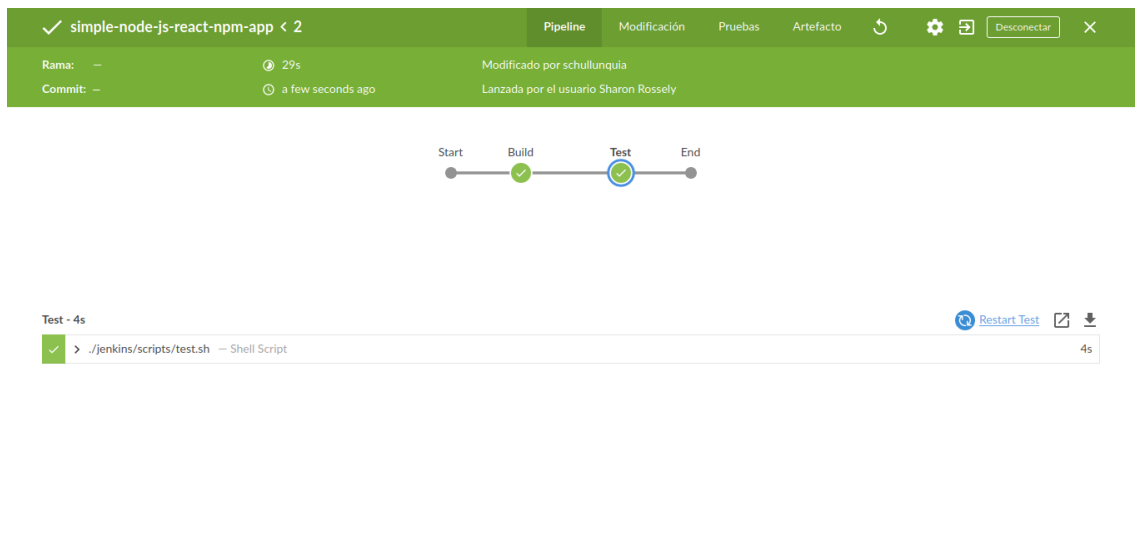 simple-node-js-react-npm-app < 2 Pipeline Modificación Pruebas Artefacto Desconectar
Rama: — 29s Modificado por schullunquia
Commit: — a few seconds ago Lanzada por el usuario Sharon Rossely
Start Build Test End
Test - 4s Restart Test
./jenkins/scripts/test.sh — Shell Script 4s